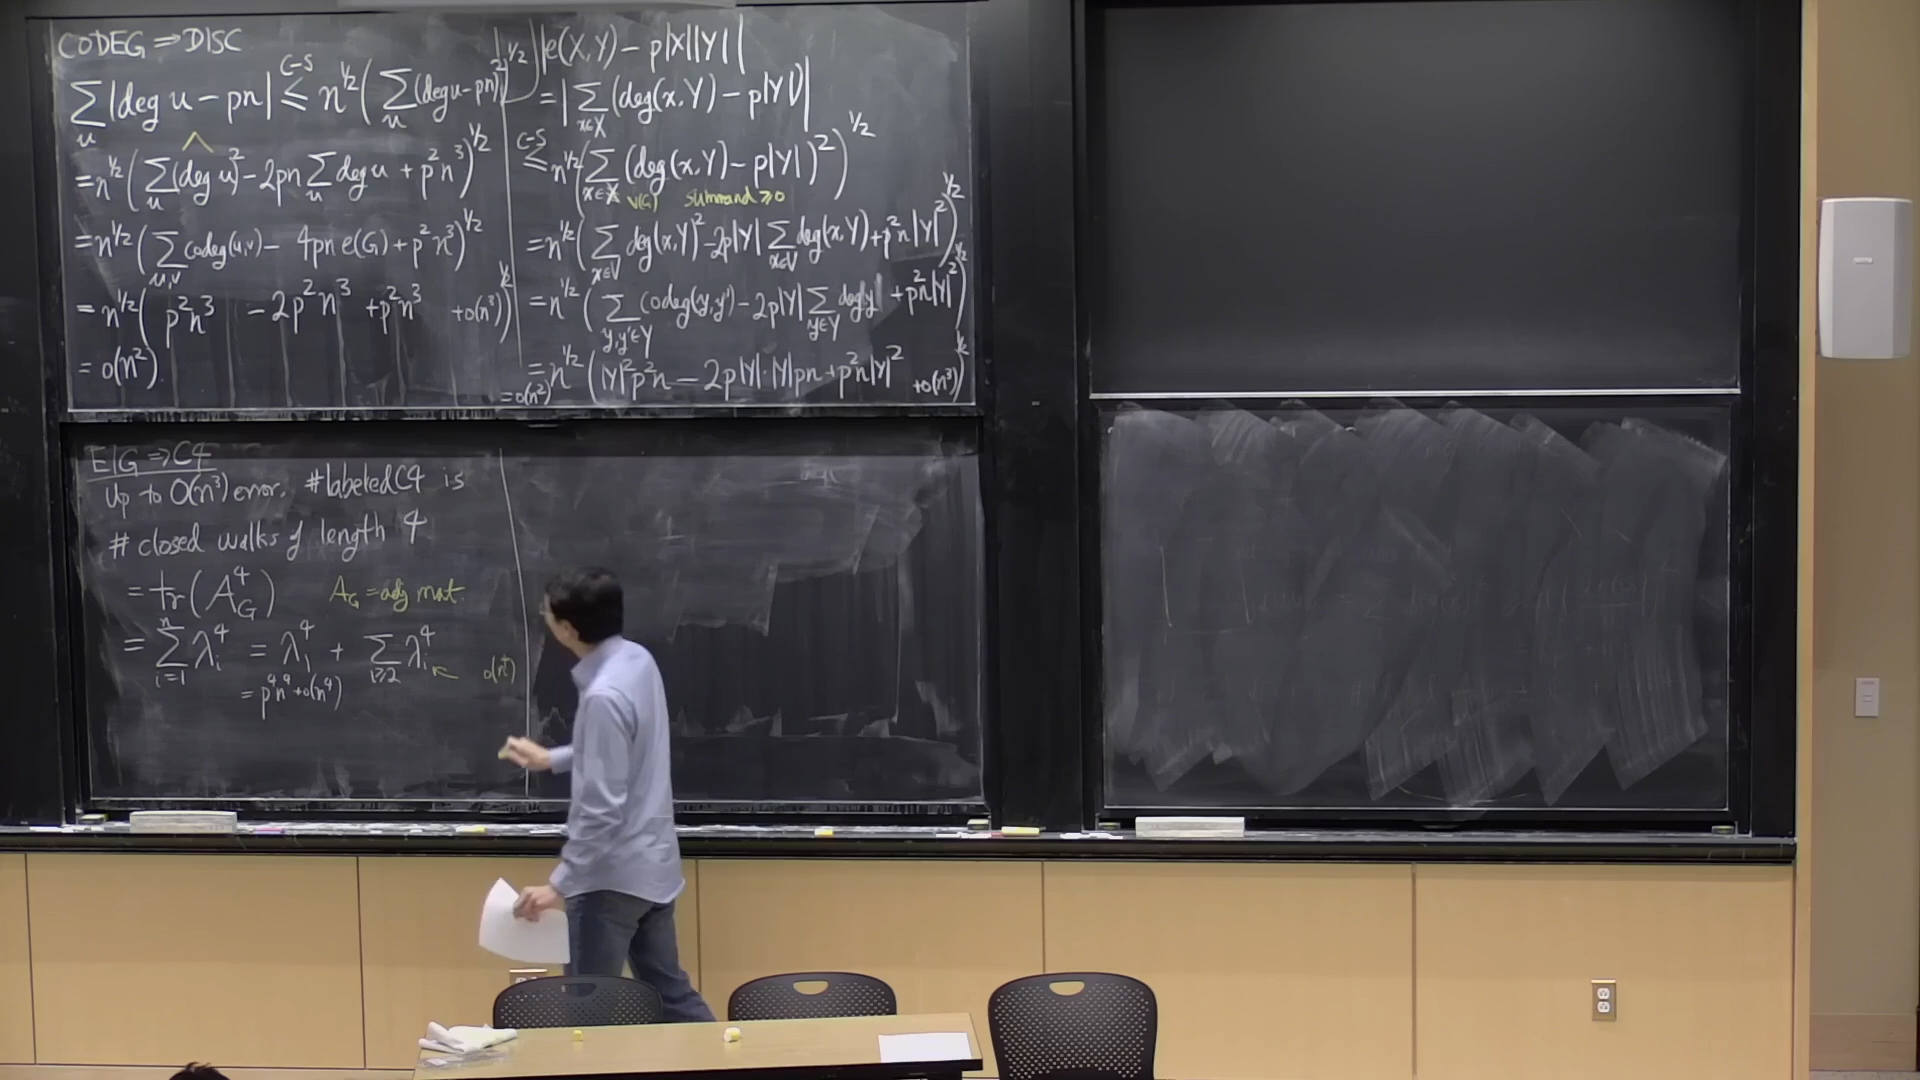 CODEG ⇒ DISC
∑_u |deg u − pn| ≤^{C-S} n^{1/2} (∑_u (deg u − pn)^2)^{1/2}
= n^{1/2} (∑_u (deg u)^2 − 2pn ∑_u deg u + p^2 n^3)^{1/2}
= n^{1/2} (∑_{u,v} codeg(u,v) − 4pn e(G) + p^2 n^3)^{1/2}
= n^{1/2} (p^2 n^3 − 2p^2 n^3 + p^2 n^3 + o(n^3))^{1/2}
= o(n^2)
|e(X,Y) − p|X||Y||
= |∑_{x∈X} (deg(x,Y) − p|Y|)|
≤^{C-S} n^{1/2} (∑_{x∈X} (deg(x,Y) − p|Y|)^2)^{1/2}
V(G) summand ≥ 0
= n^{1/2} (∑_{x∈V} deg(x,Y)^2 − 2p|Y| ∑_{x∈V} deg(x,Y) + p^2 n|Y|^2)^{1/2}
= n^{1/2} (∑_{y,y'∈Y} codeg(y,y') − 2p|Y| ∑_{y∈Y} deg y + p^2 n|Y|^2)^{1/2}
= n^{1/2} (|Y|^2 p^2 n − 2p|Y|·|Y|pn + p^2 n|Y|^2 + o(n^3))^{1/2}
= o(n^2)
EIG ⇒ C4
Up to O(n^3) error, #labeled C4 is
# closed walks of length 4
= tr(A_G^4) A_G = adj mat.
= ∑_{i=1}^n λ_i^4 = λ_1^4 + ∑_{i≥2} λ_i^4 ← o(n^4)
= p^4 n^4 + o(n^4)